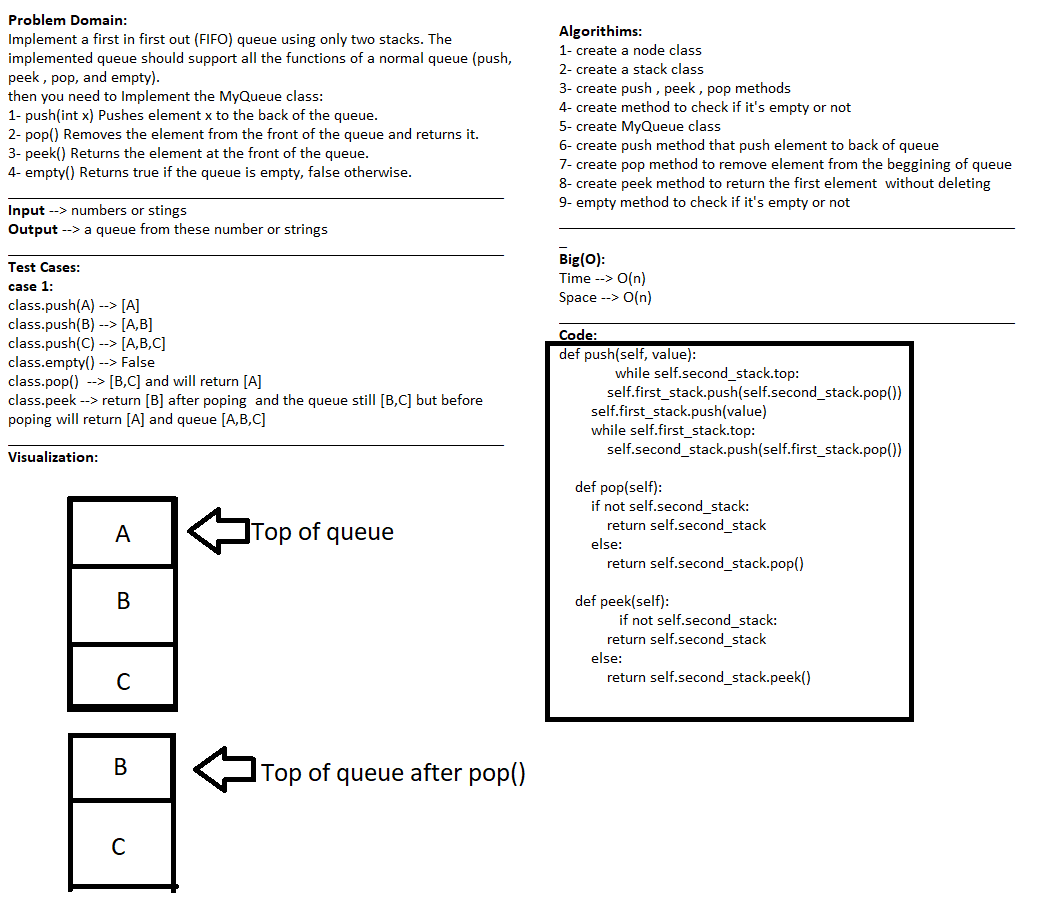 Problem Domain:
Implement a first in first out (FIFO) queue using only two stacks. The
implemented queue should support all the functions of a normal queue (push,
peek , pop, and empty).
then you need to Implement the MyQueue class:
1- push(int x) Pushes element x to the back of the queue.
2- pop() Removes the element from the front of the queue and returns it.
3- peek() Returns the element at the front of the queue.
4- empty() Returns true if the queue is empty, false otherwise.
Input --> numbers or stings
Output --> a queue from these number or strings
Test Cases:
case 1:
class.push(A) --> [A]
class.push(B) --> [A,B]
class.push(C) --> [A,B,C]
class.empty() --> False
class.pop()  --> [B,C] and will return [A]
class.peek --> return [B] after poping  and the queue still [B,C] but before
poping will return [A] and queue [A,B,C]
Visualization:
A
Top of queue
B
C
B
Top of queue after pop()
C
Algorithims:
1- create a node class
2- create a stack class
3- create push , peek , pop methods
4- create method to check if it's empty or not
5- create MyQueue class
6- create push method that push element to back of queue
7- create pop method to remove element from the beggining of queue
8- create peek method to return the first element  without deleting
9- empty method to check if it's empty or not
Big(O):
Time --> O(n)
Space --> O(n)
Code:
def push(self, value):
while self.second_stack.top:
self.first_stack.push(self.second_stack.pop())
self.first_stack.push(value)
while self.first_stack.top:
self.second_stack.push(self.first_stack.pop())
def pop(self):
if not self.second_stack:
return self.second_stack
else:
return self.second_stack.pop()
def peek(self):
if not self.second_stack:
return self.second_stack
else:
return self.second_stack.peek()